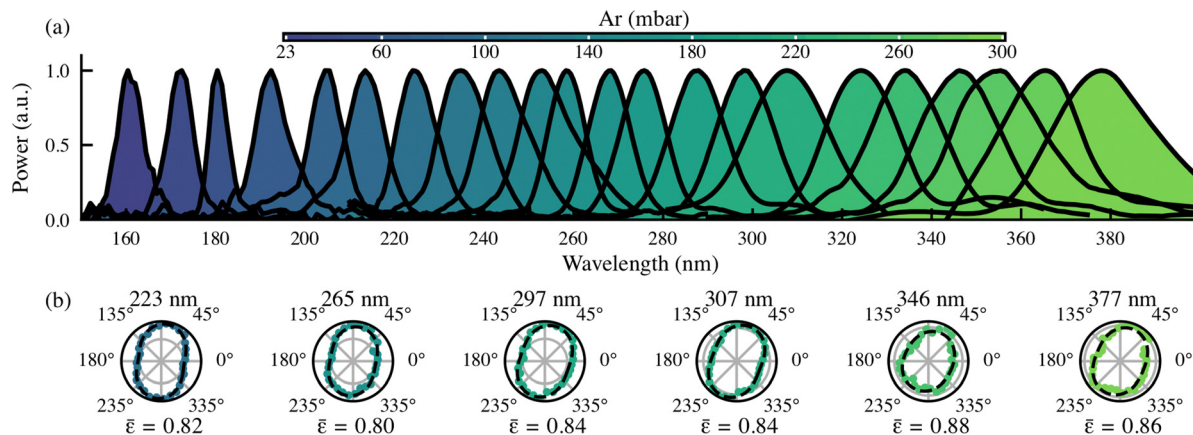 (a)
Ar (mbar)
23 60 100 140 180 220 260 300
Power (a.u.)
1.0
0.5
0.0
160 180 200 220 240 260 280 300 320 340 360 380
Wavelength (nm)
(b)
223 nm 265 nm 297 nm 307 nm 346 nm 377 nm
135° 45° 135° 45° 135° 45° 135° 45° 135° 45° 135° 45°
180° 0° 180° 0° 180° 0° 180° 0° 180° 0° 180° 0°
235° 335° 235° 335° 235° 335° 235° 335° 235° 335° 235° 335°
ε̄ = 0.82 ε̄ = 0.80 ε̄ = 0.84 ε̄ = 0.84 ε̄ = 0.88 ε̄ = 0.86